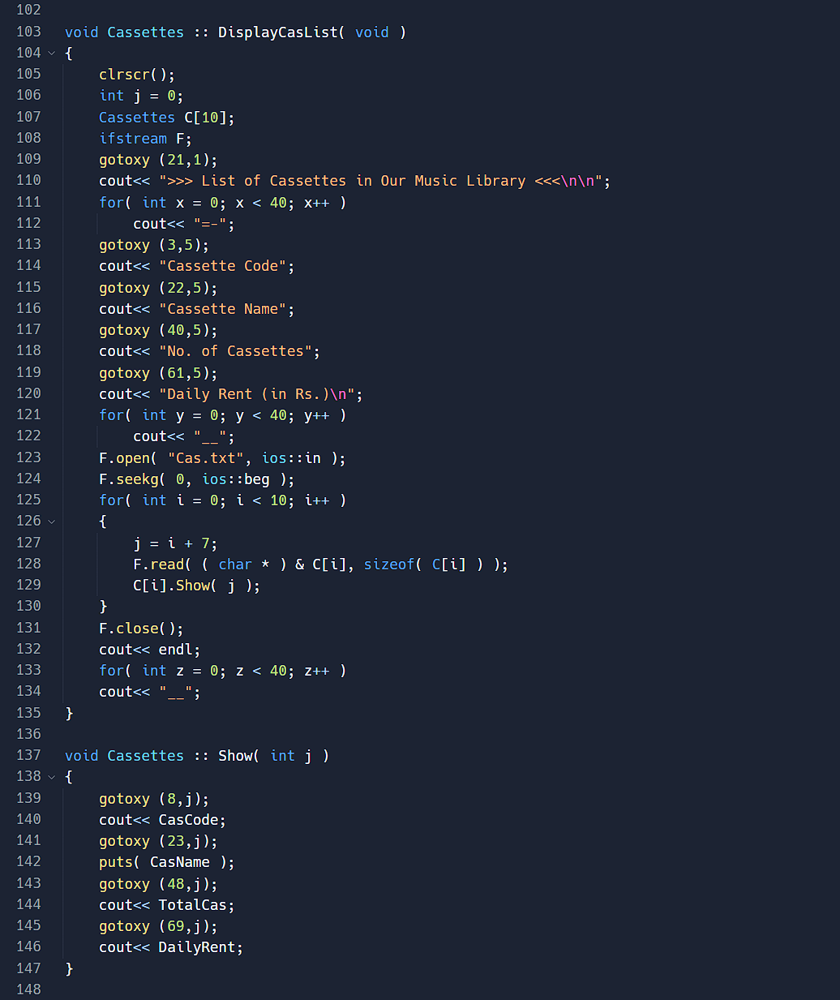 102
103 void Cassettes :: DisplayCasList( void )
104 {
105     clrscr();
106     int j = 0;
107     Cassettes C[10];
108     ifstream F;
109     gotoxy (21,1);
110     cout<< ">>> List of Cassettes in Our Music Library <<<\n\n";
111     for( int x = 0; x < 40; x++ )
112         cout<< "=-";
113     gotoxy (3,5);
114     cout<< "Cassette Code";
115     gotoxy (22,5);
116     cout<< "Cassette Name";
117     gotoxy (40,5);
118     cout<< "No. of Cassettes";
119     gotoxy (61,5);
120     cout<< "Daily Rent (in Rs.)\n";
121     for( int y = 0; y < 40; y++ )
122         cout<< "__";
123     F.open( "Cas.txt", ios::in );
124     F.seekg( 0, ios::beg );
125     for( int i = 0; i < 10; i++ )
126     {
127         j = i + 7;
128         F.read( ( char * ) & C[i], sizeof( C[i] ) );
129         C[i].Show( j );
130     }
131     F.close();
132     cout<< endl;
133     for( int z = 0; z < 40; z++ )
134     cout<< "__";
135 }
136
137 void Cassettes :: Show( int j )
138 {
139     gotoxy (8,j);
140     cout<< CasCode;
141     gotoxy (23,j);
142     puts( CasName );
143     gotoxy (48,j);
144     cout<< TotalCas;
145     gotoxy (69,j);
146     cout<< DailyRent;
147 }
148